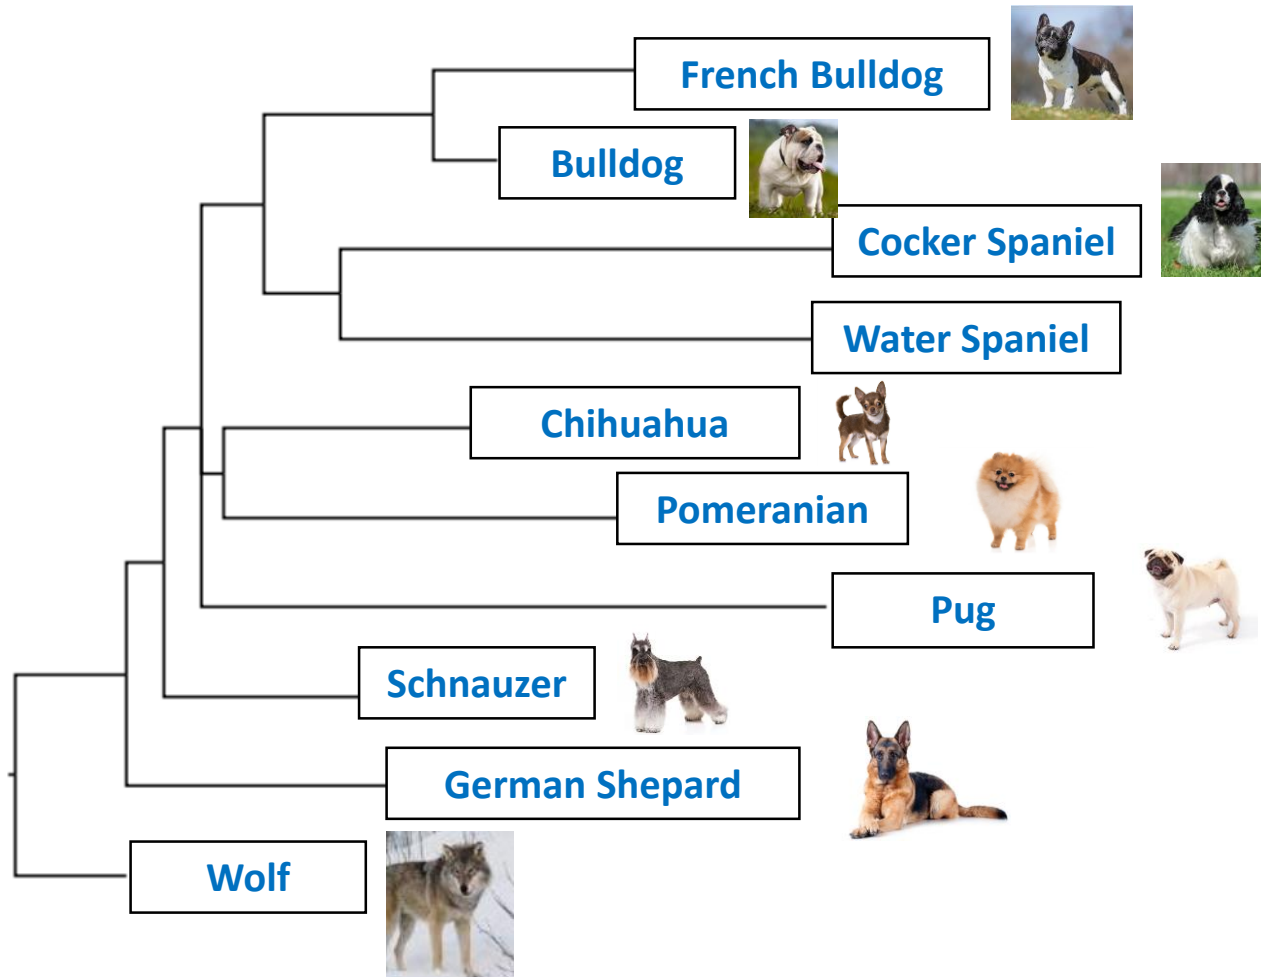 French Bulldog
Bulldog
Cocker Spaniel
Water Spaniel
Chihuahua
Pomeranian
Pug
Schnauzer
German Shepard
Wolf